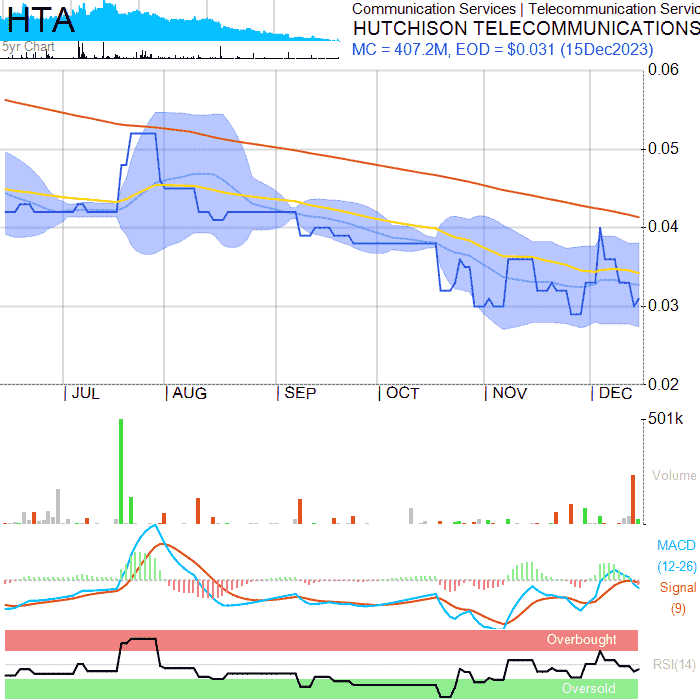 HTA
5yr Chart
Communication Services | Telecommunication Servic
HUTCHISON TELECOMMUNICATIONS
MC = 407.2M, EOD = $0.031 (15Dec2023)
0.06
0.05
0.04
0.03
0.02
JUL AUG SEP OCT NOV DEC
501k
Volume
MACD
(12-26)
Signal
(9)
Overbought
RSI(14)
Oversold